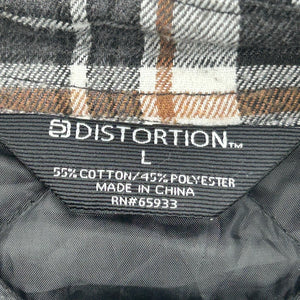 DISTORTION™
L
55% COTTON/45% POLYESTER
MADE IN CHINA
RN#65933